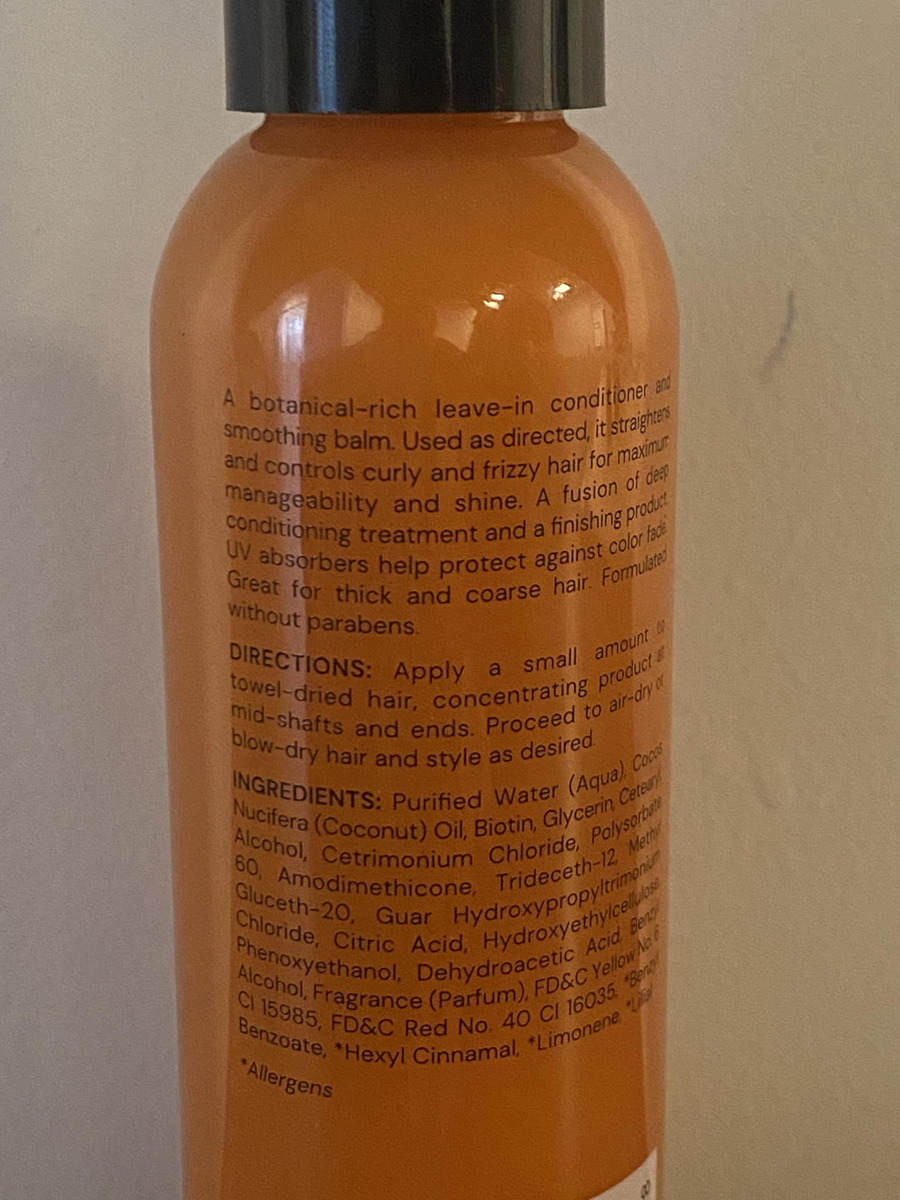 A botanical-rich leave-in conditioner and
smoothing balm. Used as directed, it straightens
and controls curly and frizzy hair for maximum
manageability and shine. A fusion of deep
conditioning treatment and a finishing product.
UV absorbers help protect against color fade.
Great for thick and coarse hair. Formulated
without parabens.
DIRECTIONS: Apply a small amount to
towel-dried hair, concentrating product at
mid-shafts and ends. Proceed to air-dry or
blow-dry hair and style as desired.
INGREDIENTS: Purified Water (Aqua), Cocos
Nucifera (Coconut) Oil, Biotin, Glycerin, Cetearyl
Alcohol, Cetrimonium Chloride, Polysorbate
60, Amodimethicone, Trideceth-12, Methyl
Gluceth-20, Guar Hydroxypropyltrimonium
Chloride, Citric Acid, Hydroxyethylcellulose,
Phenoxyethanol, Dehydroacetic Acid, Benzyl
Alcohol, Fragrance (Parfum), FD&C Yellow No. 6
CI 15985, FD&C Red No. 40 CI 16035, *Benzyl
Benzoate, *Hexyl Cinnamal, *Limonene, *Lilial
*Allergens